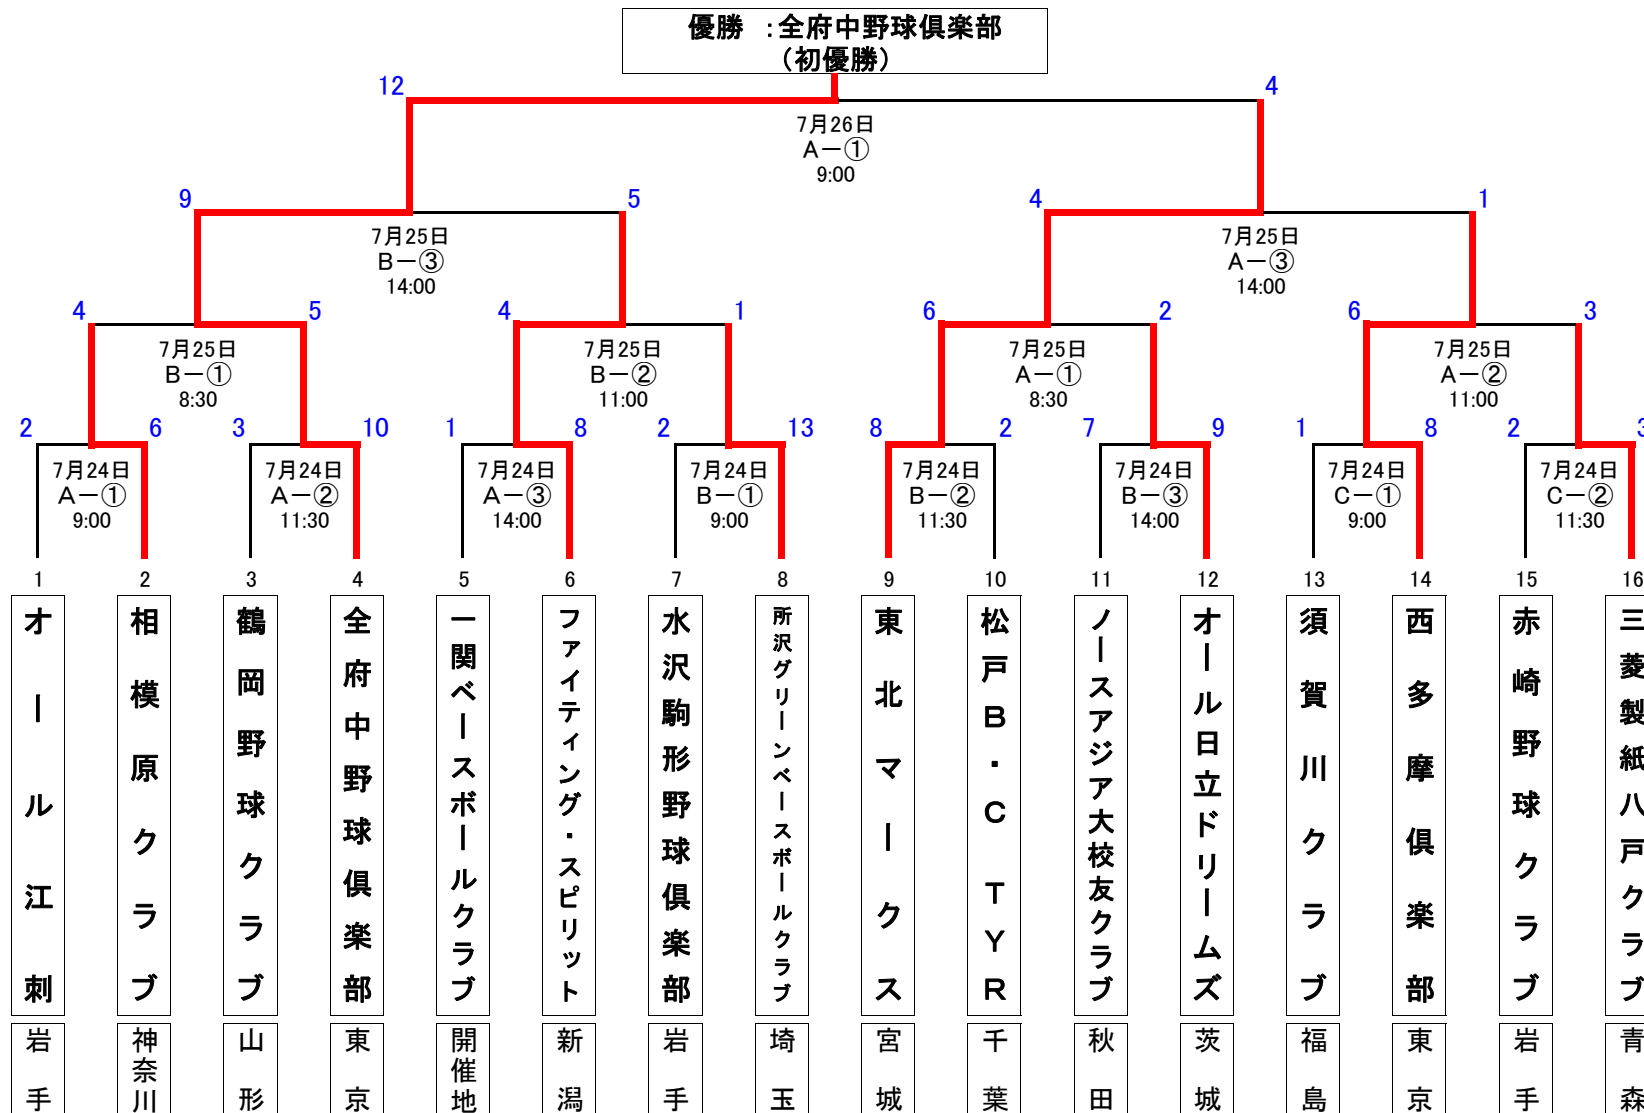 優勝 :全府中野球倶楽部
(初優勝)
12
4
7月26日
A-①
9:00
9
5
4
1
7月25日
B-③
14:00
7月25日
A-③
14:00
4
5
4
1
6
2
6
3
7月25日
B-①
8:30
7月25日
B-②
11:00
7月25日
A-①
8:30
7月25日
A-②
11:00
2
6
3
10
1
8
2
13
8
2
7
9
1
8
2
3
7月24日
A-①
9:00
7月24日
A-②
11:30
7月24日
A-③
14:00
7月24日
B-①
9:00
7月24日
B-②
11:30
7月24日
B-③
14:00
7月24日
C-①
9:00
7月24日
C-②
11:30
1
2
3
4
5
6
7
8
9
10
11
12
13
14
15
16
オール江刺
相模原クラブ
鶴岡野球クラブ
全府中野球倶楽部
一関ベースボールクラブ
ファイティング・スピリット
水沢駒形野球倶楽部
所沢グリーンベースボールクラブ
東北マークス
松戸B・C TYR
ノースアジア大校友クラブ
オール日立ドリームズ
須賀川クラブ
西多摩倶楽部
赤崎野球クラブ
三菱製紙八戸クラブ
岩手
神奈川
山形
東京
開催地
新潟
岩手
埼玉
宮城
千葉
秋田
茨城
福島
東京
岩手
青森